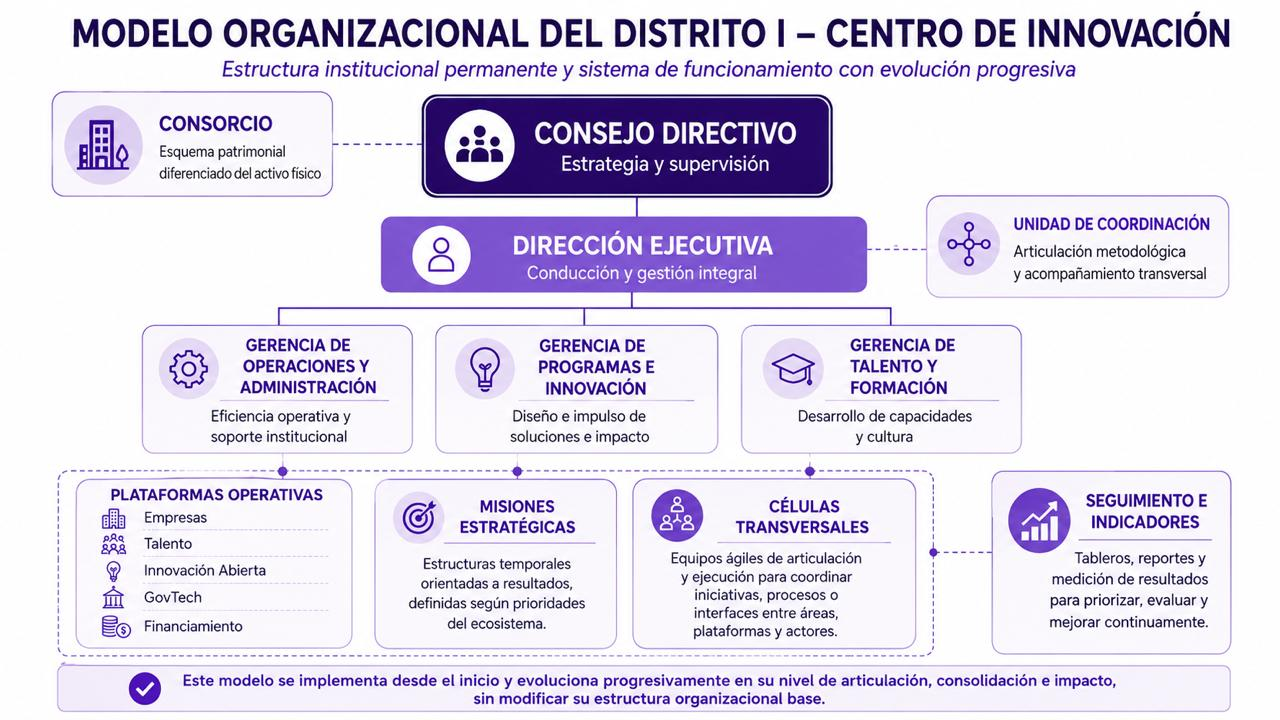 MODELO ORGANIZACIONAL DEL DISTRITO I – CENTRO DE INNOVACIÓN
Estructura institucional permanente y sistema de funcionamiento con evolución progresiva
CONSORCIO
Esquema patrimonial
diferenciado del activo físico
CONSEJO DIRECTIVO
Estrategia y supervisión
DIRECCIÓN EJECUTIVA
Conducción y gestión integral
UNIDAD DE COORDINACIÓN
Articulación metodológica
y acompañamiento transversal
GERENCIA DE
OPERACIONES Y
ADMINISTRACIÓN
Eficiencia operativa y
soporte institucional
GERENCIA DE
PROGRAMAS E
INNOVACIÓN
Diseño e impulso de
soluciones e impacto
GERENCIA DE
TALENTO Y
FORMACIÓN
Desarrollo de capacidades
y cultura
PLATAFORMAS OPERATIVAS
Empresas
Talento
Innovación Abierta
GovTech
Financiamiento
MISIONES
ESTRATÉGICAS
Estructuras temporales
orientadas a resultados,
definidas según prioridades
del ecosistema.
CÉLULAS
TRANSVERSALES
Equipos ágiles de articulación
y ejecución para coordinar
iniciativas, procesos o
interfaces entre áreas,
plataformas y actores.
SEGUIMIENTO E
INDICADORES
Tableros, reportes y
medición de resultados
para priorizar, evaluar y
mejorar continuamente.
Este modelo se implementa desde el inicio y evoluciona progresivamente en su nivel de articulación, consolidación e impacto,
sin modificar su estructura organizacional base.